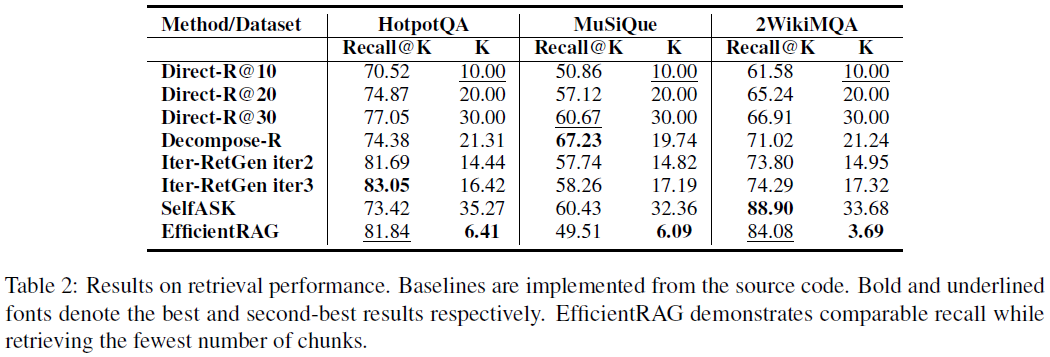 Method/Dataset HotpotQA MuSiQue 2WikiMQA
Recall@K K Recall@K K Recall@K K
Direct-R@10 70.52 10.00 50.86 10.00 61.58 10.00
Direct-R@20 74.87 20.00 57.12 20.00 65.24 20.00
Direct-R@30 77.05 30.00 60.67 30.00 66.91 30.00
Decompose-R 74.38 21.31 67.23 19.74 71.02 21.24
Iter-RetGen iter2 81.69 14.44 57.74 14.82 73.80 14.95
Iter-RetGen iter3 83.05 16.42 58.26 17.19 74.29 17.32
SelfASK 73.42 35.27 60.43 32.36 88.90 33.68
EfficientRAG 81.84 6.41 49.51 6.09 84.08 3.69
Table 2: Results on retrieval performance. Baselines are implemented from the source code. Bold and underlined
fonts denote the best and second-best results respectively. EfficientRAG demonstrates comparable recall while
retrieving the fewest number of chunks.